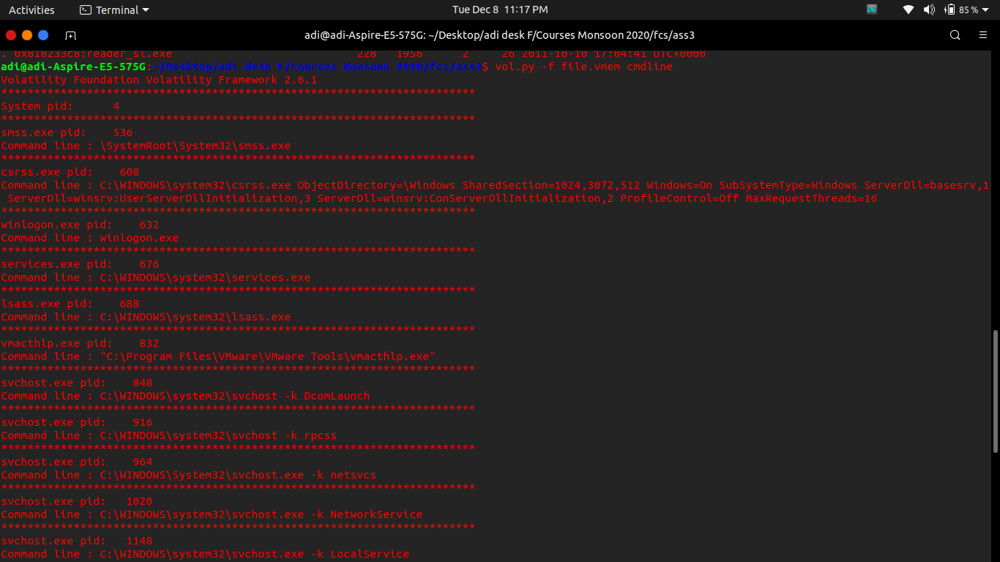 Activities Terminal Tue Dec 8 11:17 PM 85 %
adi@adi-Aspire-E5-575G: ~/Desktop/adi desk F/Courses Monsoon 2020/fcs/ass3
. 0x818233c8:reader_sl.exe 228 1956 2 26 2011-10-10 17:04:41 UTC+0000
adi@adi-Aspire-E5-575G:~/Desktop/adi desk F/Courses Monsoon 2020/fcs/ass3$ vol.py -f file.vmem cmdline
Volatility Foundation Volatility Framework 2.6.1
************************************************************************
System pid: 4
************************************************************************
smss.exe pid: 536
Command line : \SystemRoot\System32\smss.exe
************************************************************************
csrss.exe pid: 608
Command line : C:\WINDOWS\system32\csrss.exe ObjectDirectory=\Windows SharedSection=1024,3072,512 Windows=On SubSystemType=Windows ServerDll=basesrv,1
ServerDll=winsrv:UserServerDllInitialization,3 ServerDll=winsrv:ConServerDllInitialization,2 ProfileControl=Off MaxRequestThreads=16
************************************************************************
winlogon.exe pid: 632
Command line : winlogon.exe
************************************************************************
services.exe pid: 676
Command line : C:\WINDOWS\system32\services.exe
************************************************************************
lsass.exe pid: 688
Command line : C:\WINDOWS\system32\lsass.exe
************************************************************************
vmacthlp.exe pid: 832
Command line : "C:\Program Files\VMware\VMware Tools\vmacthlp.exe"
************************************************************************
svchost.exe pid: 848
Command line : C:\WINDOWS\system32\svchost -k DcomLaunch
************************************************************************
svchost.exe pid: 916
Command line : C:\WINDOWS\system32\svchost -k rpcss
************************************************************************
svchost.exe pid: 964
Command line : C:\WINDOWS\System32\svchost.exe -k netsvcs
************************************************************************
svchost.exe pid: 1020
Command line : C:\WINDOWS\system32\svchost.exe -k NetworkService
************************************************************************
svchost.exe pid: 1148
Command line : C:\WINDOWS\system32\svchost.exe -k LocalService